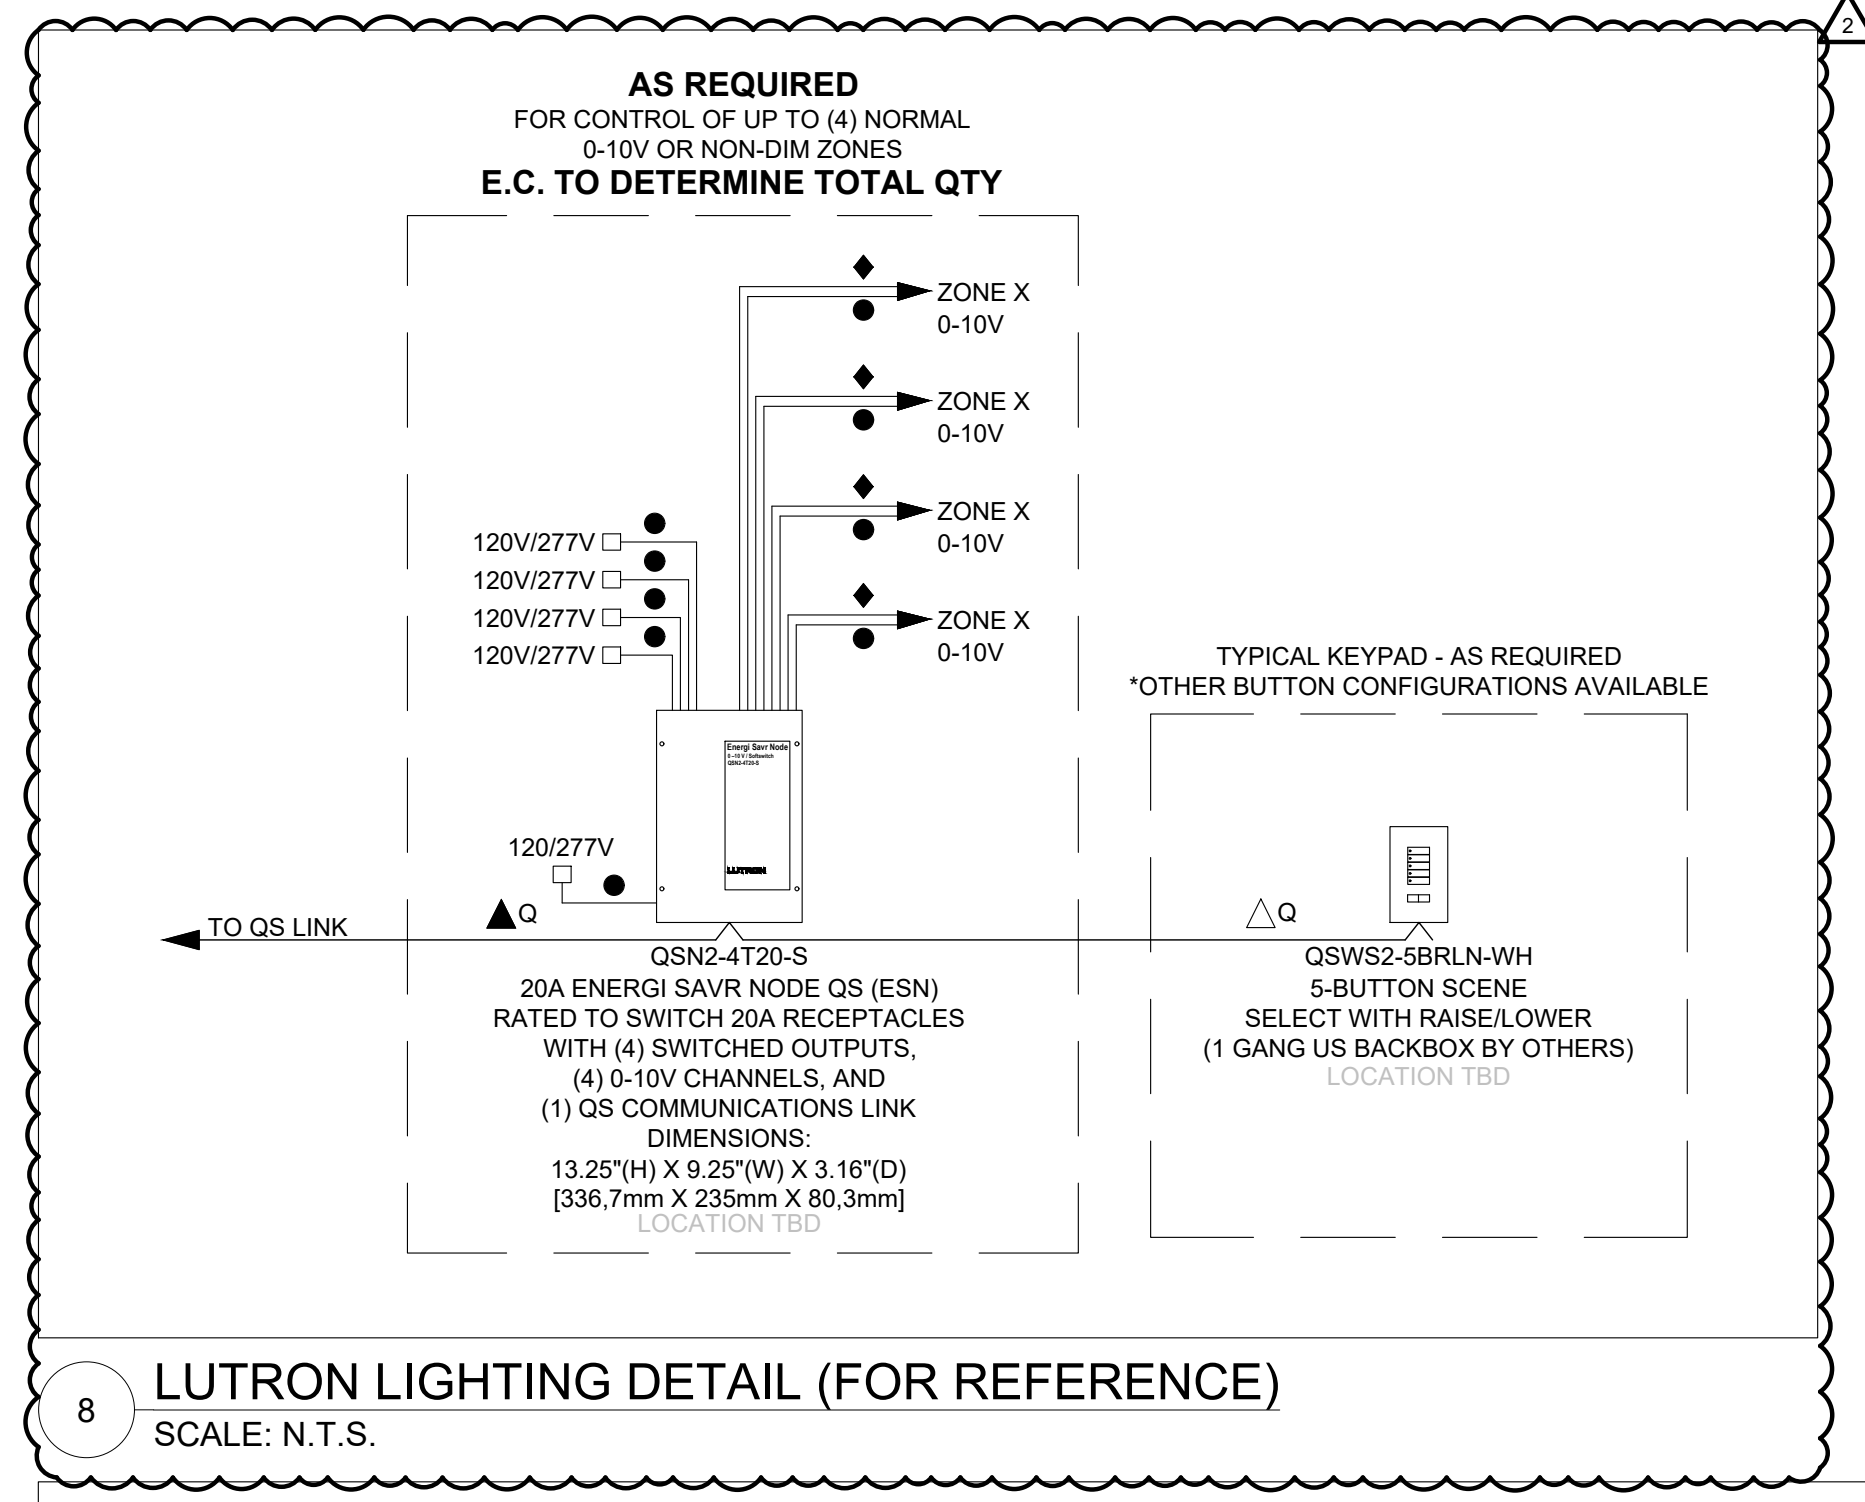 2
AS REQUIRED
FOR CONTROL OF UP TO (4) NORMAL
0-10V OR NON-DIM ZONES
E.C. TO DETERMINE TOTAL QTY
ZONE X
0-10V
ZONE X
0-10V
ZONE X
0-10V
ZONE X
0-10V
120V/277V
120V/277V
120V/277V
120V/277V
Energi Savr Node
0-10 V / Softswitch
QSN2-4T20-S
LUTRON
120/277V
Q
TO QS LINK
QSN2-4T20-S
20A ENERGI SAVR NODE QS (ESN)
RATED TO SWITCH 20A RECEPTACLES
WITH (4) SWITCHED OUTPUTS,
(4) 0-10V CHANNELS, AND
(1) QS COMMUNICATIONS LINK
DIMENSIONS:
13.25"(H) X 9.25"(W) X 3.16"(D)
[336,7mm X 235mm X 80,3mm]
LOCATION TBD
TYPICAL KEYPAD - AS REQUIRED
*OTHER BUTTON CONFIGURATIONS AVAILABLE
Q
QSWS2-5BRLN-WH
5-BUTTON SCENE
SELECT WITH RAISE/LOWER
(1 GANG US BACKBOX BY OTHERS)
LOCATION TBD
8
LUTRON LIGHTING DETAIL (FOR REFERENCE)
SCALE: N.T.S.